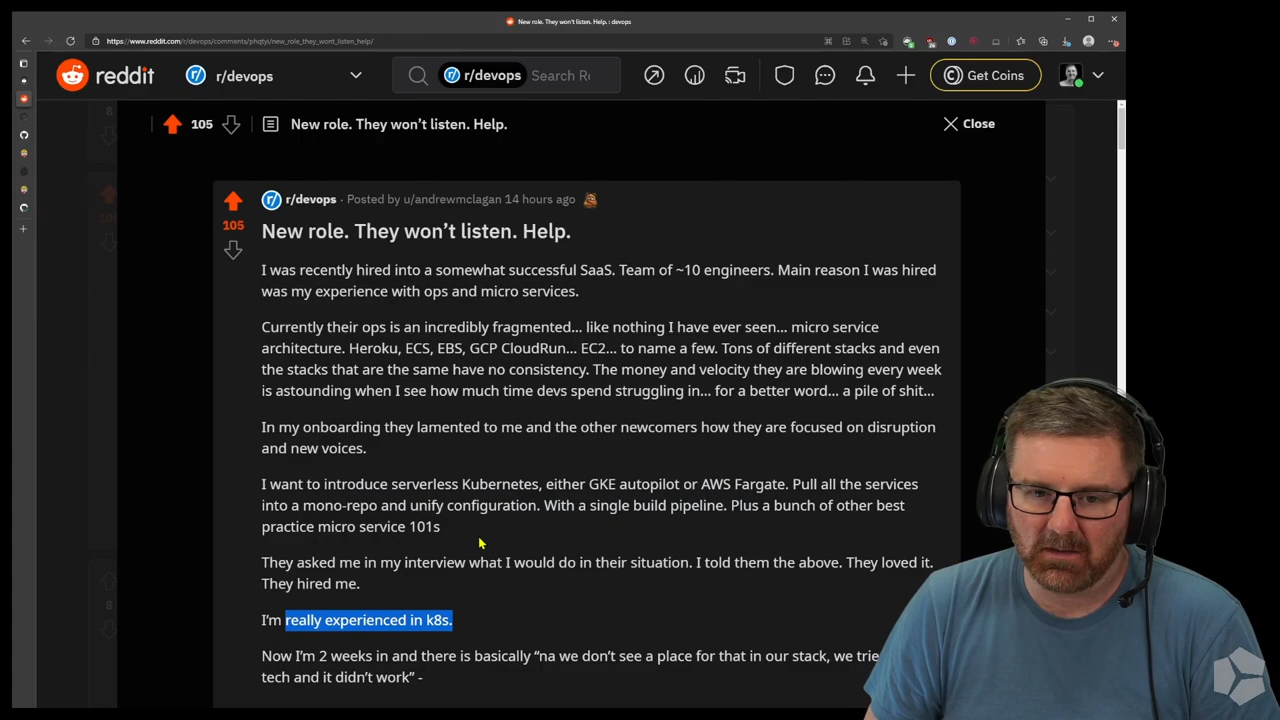 New role. They won't listen. Help. : devops
https://www.reddit.com/r/devops/comments/phqtyi/new_role_they_wont_listen_help/
reddit
r/devops
r/devops
Get Coins
105
New role. They won't listen. Help.
Close
r/devops · Posted by u/andrewmclagan 14 hours ago
105
New role. They won't listen. Help.
I was recently hired into a somewhat successful SaaS. Team of ~10 engineers. Main reason I was hired
was my experience with ops and micro services.
Currently their ops is an incredibly fragmented... like nothing I have ever seen... micro service
architecture. Heroku, ECS, EBS, GCP CloudRun... EC2... to name a few. Tons of different stacks and even
the stacks that are the same have no consistency. The money and velocity they are blowing every week
is astounding when I see how much time devs spend struggling in... for a better word... a pile of shit...
In my onboarding they lamented to me and the other newcomers how they are focused on disruption
and new voices.
I want to introduce serverless Kubernetes, either GKE autopilot or AWS Fargate. Pull all the services
into a mono-repo and unify configuration. With a single build pipeline. Plus a bunch of other best
practice micro service 101s
They asked me in my interview what I would do in their situation. I told them the above. They loved it.
They hired me.
I'm really experienced in k8s.
Now I'm 2 weeks in and there is basically "na we don't see a place for that in our stack, we
tech and it didn't work" -